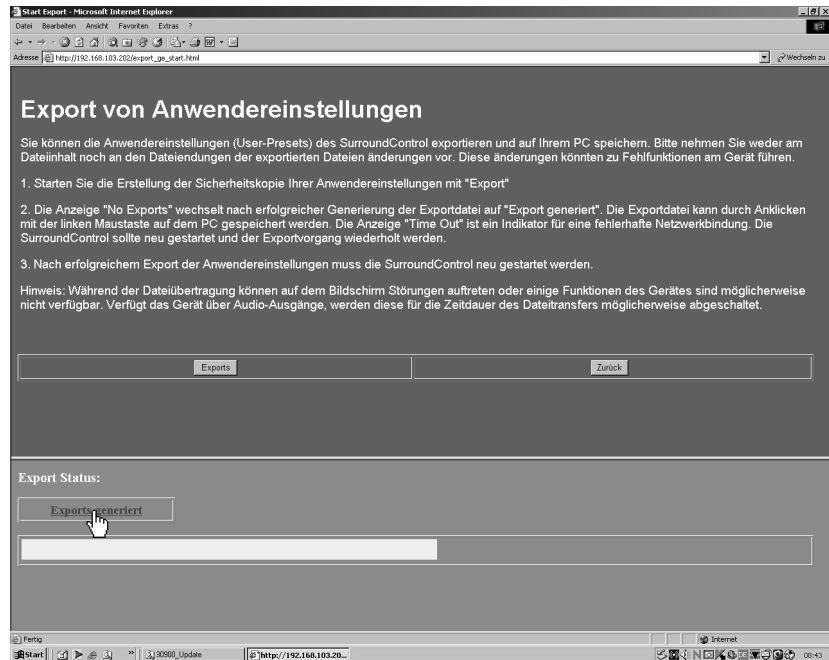 Start Export - Microsoft Internet Explorer
Datei Bearbeiten Ansicht Favoriten Extras ?
Adresse http://192.168.103.202/export_ge_start.html Wechseln zu
Export von Anwendereinstellungen
Sie können die Anwendereinstellungen (User-Presets) des SurroundControl exportieren und auf Ihrem PC speichern. Bitte nehmen Sie weder am
Dateiinhalt noch an den Dateiendungen der exportierten Dateien änderungen vor. Diese änderungen könnten zu Fehlfunktionen am Gerät führen.
1. Starten Sie die Erstellung der Sicherheitskopie Ihrer Anwendereinstellungen mit "Export"
2. Die Anzeige "No Exports" wechselt nach erfolgreicher Generierung der Exportdatei auf "Export generiert". Die Exportdatei kann durch Anklicken
mit der linken Maustaste auf dem PC gespeichert werden. Die Anzeige "Time Out" ist ein Indikator für eine fehlerhafte Netzwerkbindung. Die
SurroundControl sollte neu gestartet und der Exportvorgang wiederholt werden.
3. Nach erfolgreichem Export der Anwendereinstellungen muss die SurroundControl neu gestartet werden.
Hinweis: Während der Dateiübertragung können auf dem Bildschirm Störungen auftreten oder einige Funktionen des Gerätes sind möglicherweise
nicht verfügbar. Verfügt das Gerät über Audio-Ausgänge, werden diese für die Zeitdauer des Dateitransfers möglicherweise abgeschaltet.
Exports Zurück
Export Status:
Exports generiert
Fertig Internet
Start 30900_Update http://192.168.103.20... 08:43